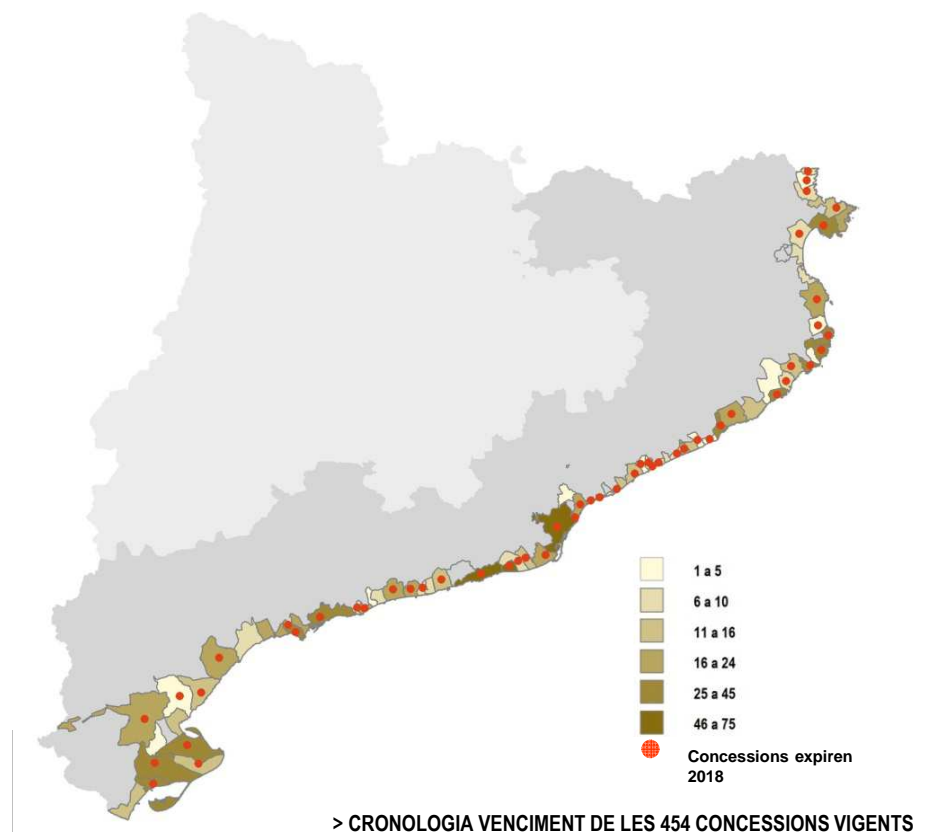 1 a 5
6 a 10
11 a 16
16 a 24
25 a 45
46 a 75
Concessions expiren
2018
> CRONOLOGIA VENCIMENT DE LES 454 CONCESSIONS VIGENTS